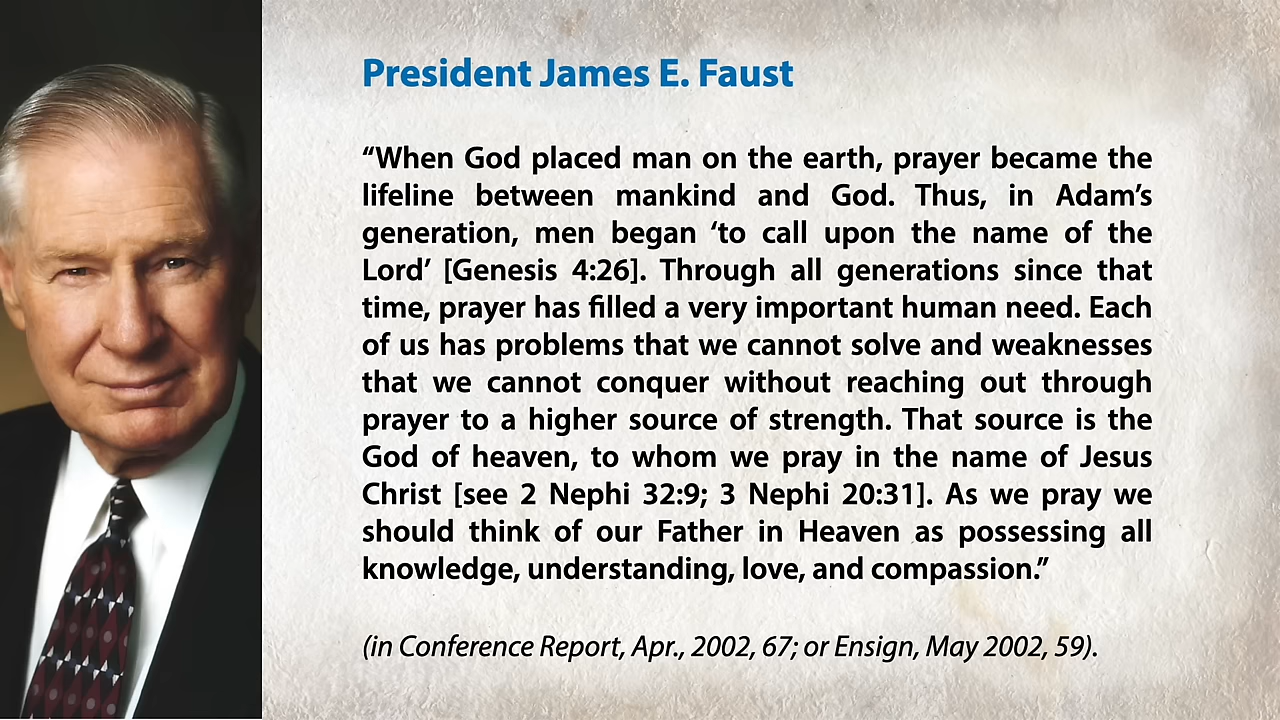 President James E. Faust
“When God placed man on the earth, prayer became the
lifeline between mankind and God. Thus, in Adam’s
generation, men began ‘to call upon the name of the
Lord’ [Genesis 4:26]. Through all generations since that
time, prayer has filled a very important human need. Each
of us has problems that we cannot solve and weaknesses
that we cannot conquer without reaching out through
prayer to a higher source of strength. That source is the
God of heaven, to whom we pray in the name of Jesus
Christ [see 2 Nephi 32:9; 3 Nephi 20:31]. As we pray we
should think of our Father in Heaven as possessing all
knowledge, understanding, love, and compassion.”
(in Conference Report, Apr., 2002, 67; or Ensign, May 2002, 59).